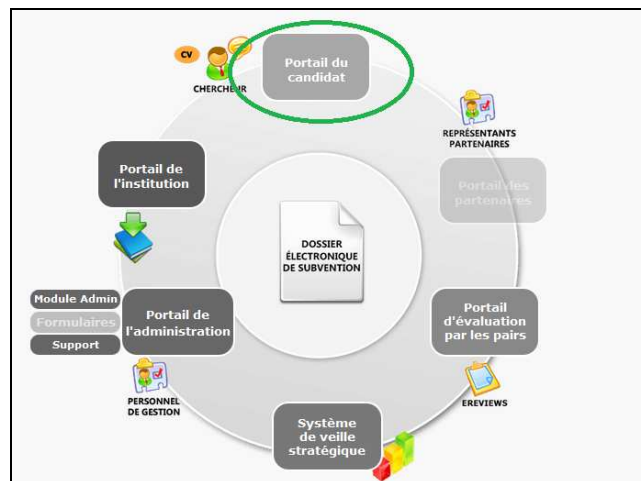 Portail du
candidat
CV
CHERCHEUR
REPRÉSENTANTS
PARTENAIRES
Portail de
l'institution
Portail des
partenaires
DOSSIER
ÉLECTRONIQUE
DE SUBVENTION
Module Admin
Formulaires
Support
Portail de
l'administration
Portail
d'évaluation
par les pairs
PERSONNEL
DE GESTION
EREVIEWS
Système
de veille
stratégique